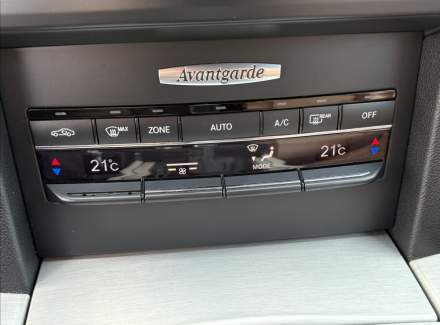 Avantgarde
MAX ZONE AUTO A/C REAR OFF
21°C 21°C
MODE